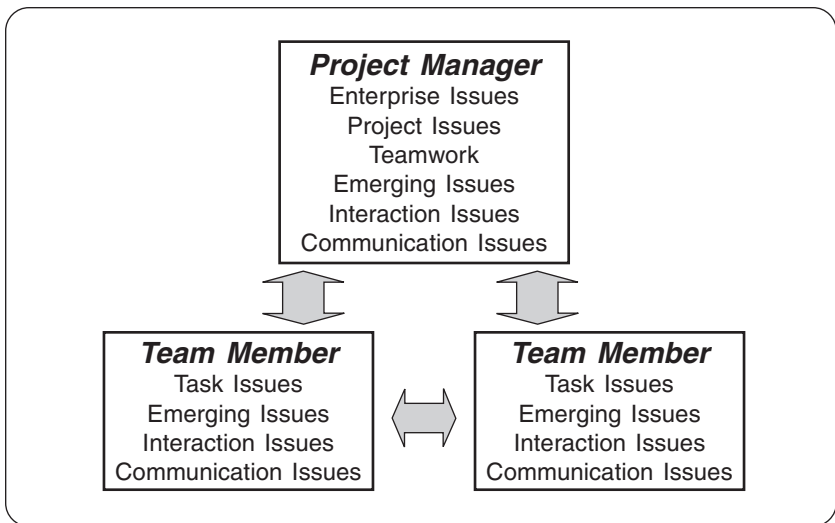 Project Manager
Enterprise Issues
Project Issues
Teamwork
Emerging Issues
Interaction Issues
Communication Issues
Team Member
Task Issues
Emerging Issues
Interaction Issues
Communication Issues
Team Member
Task Issues
Emerging Issues
Interaction Issues
Communication Issues